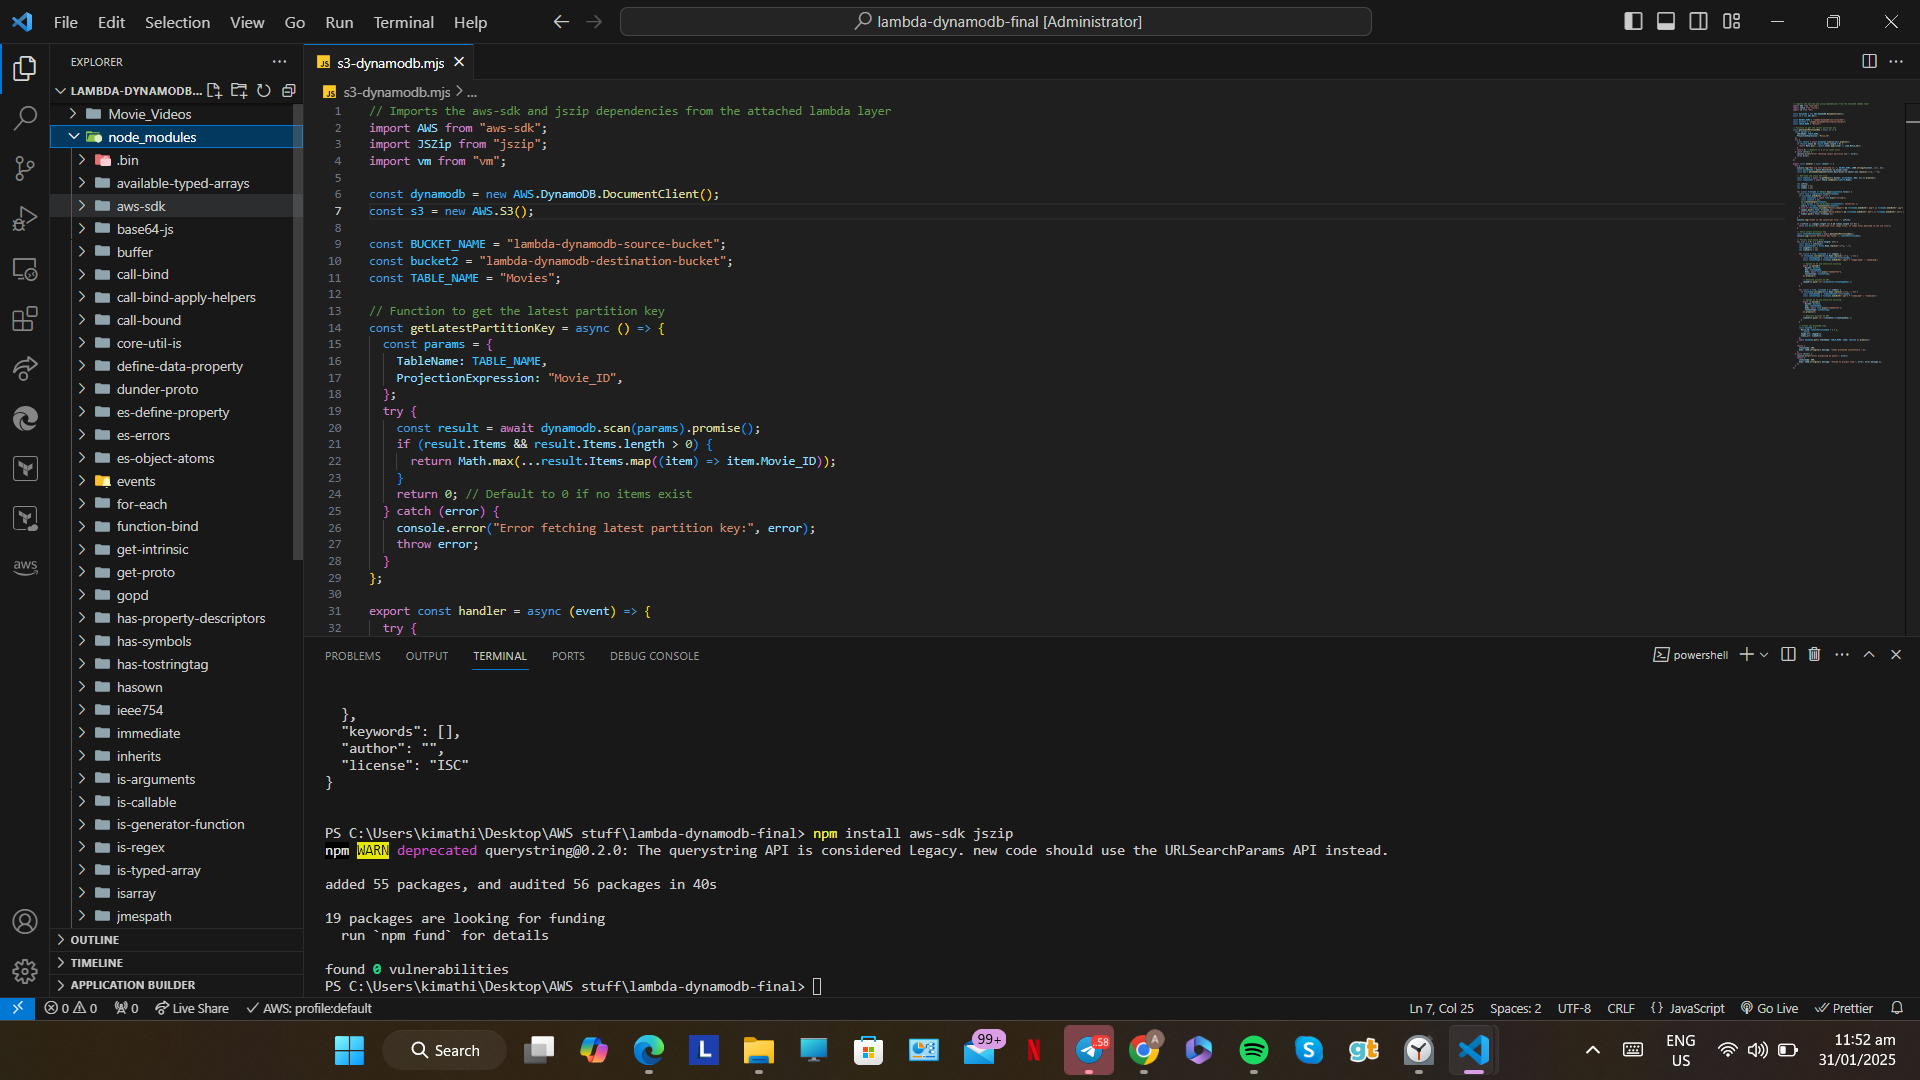 File Edit Selection View Go Run Terminal Help
lambda-dynamodb-final [Administrator]
EXPLORER
LAMBDA-DYNAMODB...
Movie_Videos
node_modules
.bin
available-typed-arrays
aws-sdk
base64-js
buffer
call-bind
call-bind-apply-helpers
call-bound
core-util-is
define-data-property
dunder-proto
es-define-property
es-errors
es-object-atoms
events
for-each
function-bind
get-intrinsic
get-proto
gopd
has-property-descriptors
has-symbols
has-tostringtag
hasown
ieee754
immediate
inherits
is-arguments
is-callable
is-generator-function
is-regex
is-typed-array
isarray
jmespath
OUTLINE
TIMELINE
APPLICATION BUILDER
aws
JS s3-dynamodb.mjs
JS s3-dynamodb.mjs > ...
1 // Imports the aws-sdk and jszip dependencies from the attached lambda layer
2 import AWS from "aws-sdk";
3 import JSZip from "jszip";
4 import vm from "vm";
5
6 const dynamodb = new AWS.DynamoDB.DocumentClient();
7 const s3 = new AWS.S3();
8
9 const BUCKET_NAME = "lambda-dynamodb-source-bucket";
10 const bucket2 = "lambda-dynamodb-destination-bucket";
11 const TABLE_NAME = "Movies";
12
13 // Function to get the latest partition key
14 const getLatestPartitionKey = async () => {
15 const params = {
16 TableName: TABLE_NAME,
17 ProjectionExpression: "Movie_ID",
18 };
19 try {
20 const result = await dynamodb.scan(params).promise();
21 if (result.Items && result.Items.length > 0) {
22 return Math.max(...result.Items.map((item) => item.Movie_ID));
23 }
24 return 0; // Default to 0 if no items exist
25 } catch (error) {
26 console.error("Error fetching latest partition key:", error);
27 throw error;
28 }
29 };
30
31 export const handler = async (event) => {
32 try {
PROBLEMS OUTPUT TERMINAL PORTS DEBUG CONSOLE
powershell
},
"keywords": [],
"author": "",
"license": "ISC"
}
PS C:\Users\kimathi\Desktop\AWS stuff\lambda-dynamodb-final> npm install aws-sdk jszip
npm WARN deprecated querystring@0.2.0: The querystring API is considered Legacy. new code should use the URLSearchParams API instead.
added 55 packages, and audited 56 packages in 40s
19 packages are looking for funding
run `npm fund` for details
found 0 vulnerabilities
PS C:\Users\kimathi\Desktop\AWS stuff\lambda-dynamodb-final>
0 0 0 Live Share AWS: profile:default
Ln 7, Col 25 Spaces: 2 UTF-8 CRLF {} JavaScript Go Live Prettier
Search
L
99+
N
..58
A
S
gt
ENG
US
11:52 am
31/01/2025